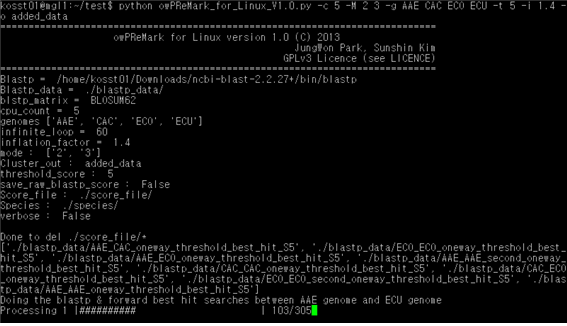 kosst01@mgl1:~/test$ python owPReMark_for_Linux_V1.0.py -c 5 -M 2 3 -g AAE CAC ECO ECU -t 5 -i 1.4 -
o added_data
==========================================================================
owPReMark for Linux version 1.0 (C) 2013
JungWon Park, Sunshin Kim
GPLv3 Licence (see LICENCE)
==========================================================================
Blastp =  /home/kosst01/Downloads/ncbi-blast-2.2.27+/bin/blastp
Blastp_data =  ./blastp_data/
blstp_matrix =  BLOSUM62
cpu_count =  5
genomes ['AAE', 'CAC', 'ECO', 'ECU']
infinite_loop =  60
inflation_factor =  1.4
mode :  ['2', '3']
Cluster_out :  added_data
threshold_score :  5
save_raw_blastp_score :  False
Score_file :  ./score_file/
Species :  ./species/
verbose :  False
Done to del ./score_file/*
['./blastp_data/AAE_CAC_oneway_threshold_best_hit_S5', './blastp_data/ECO_ECO_oneway_threshold_best_
hit_S5', './blastp_data/AAE_AAE_oneway_threshold_best_hit_S5', './blastp_data/AAE_AAE_second_oneway_
threshold_best_hit_S5', './blastp_data/CAC_CAC_oneway_threshold_best_hit_S5', './blastp_data/CAC_CAC
_second_oneway_threshold_best_hit_S5', './blastp_data/ECO_ECO_second_oneway_threshold_best_hit_S5',
'./blastp_data/AAE_ECO_oneway_threshold_best_hit_S5']
Doing the blastp & forward best hit searches between AAE genome and ECU genome
Processing 1 |##########                    | 103/305